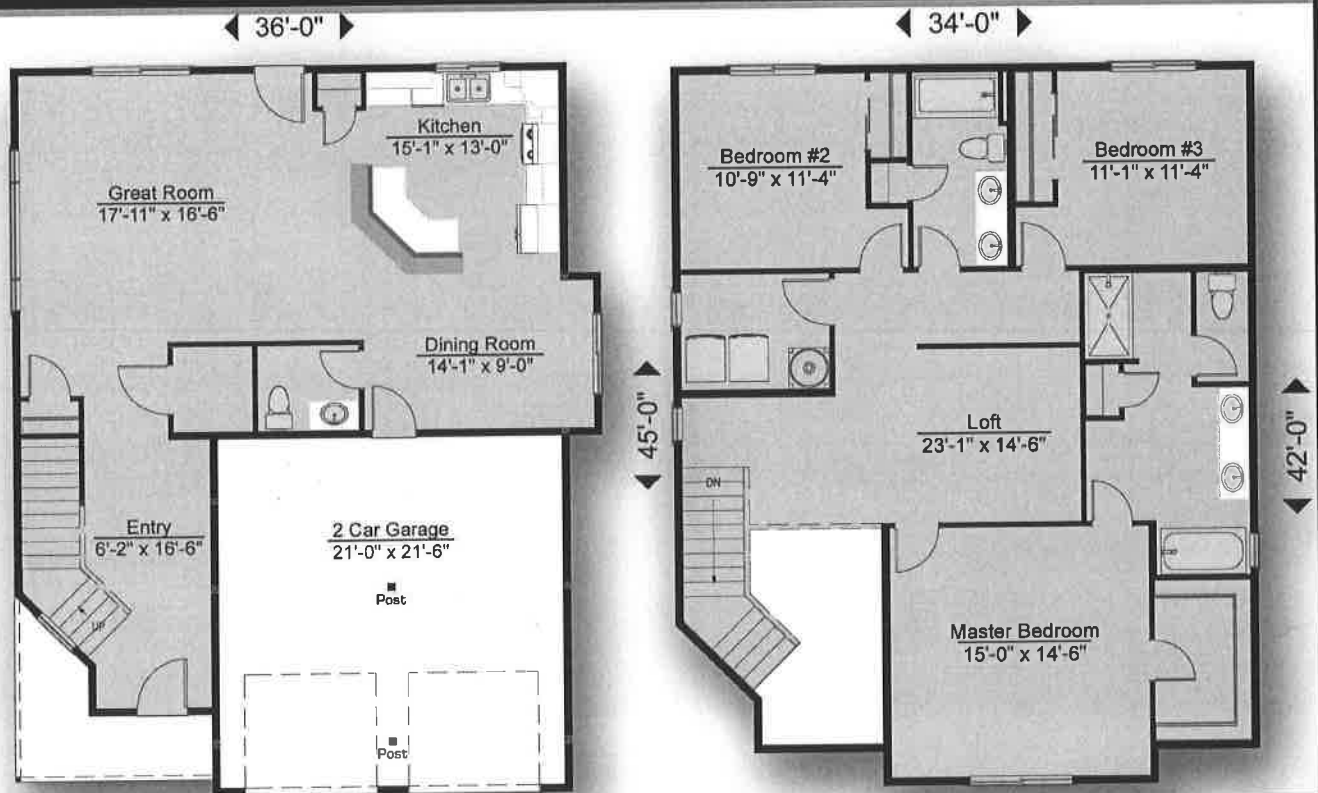 36'-0"
34'-0"
Kitchen
15'-1" x 13'-0"
Great Room
17'-11" x 16'-6"
Dining Room
14'-1" x 9'-0"
Entry
6'-2" x 16'-6"
UP
2 Car Garage
21'-0" x 21'-6"
Post
Post
45'-0"
Bedroom #2
10'-9" x 11'-4"
Bedroom #3
11'-1" x 11'-4"
Loft
23'-1" x 14'-6"
DN
Master Bedroom
15'-0" x 14'-6"
42'-0"